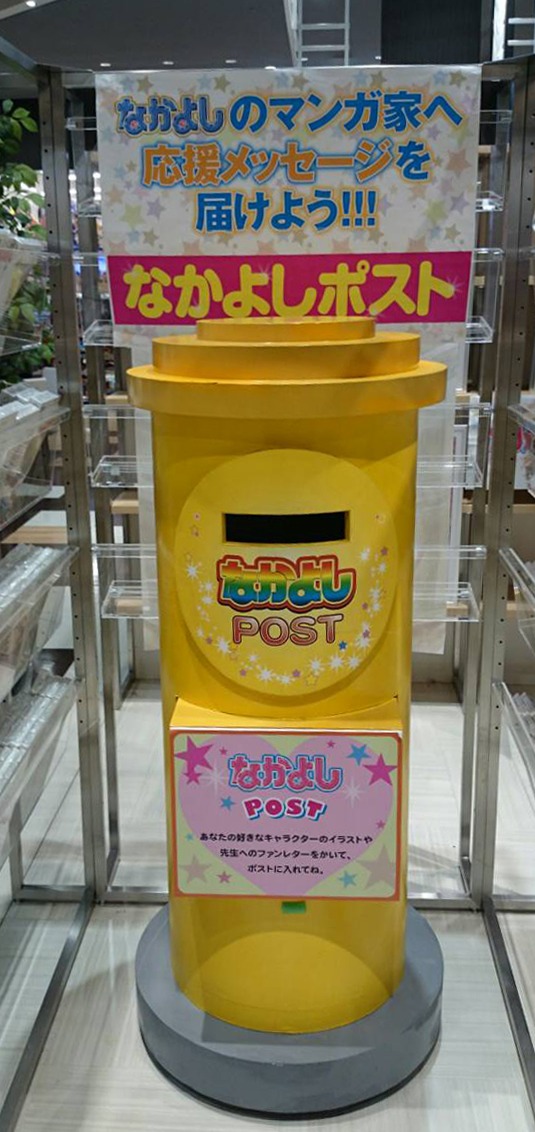 なかよしのマンガ家へ
応援メッセージを
届けよう!!!
なかよしポスト
なかよし
POST
なかよし
POST
あなたの好きなキャラクターのイラストや
先生へのファンレターをかいて、
ポストに入れてね。